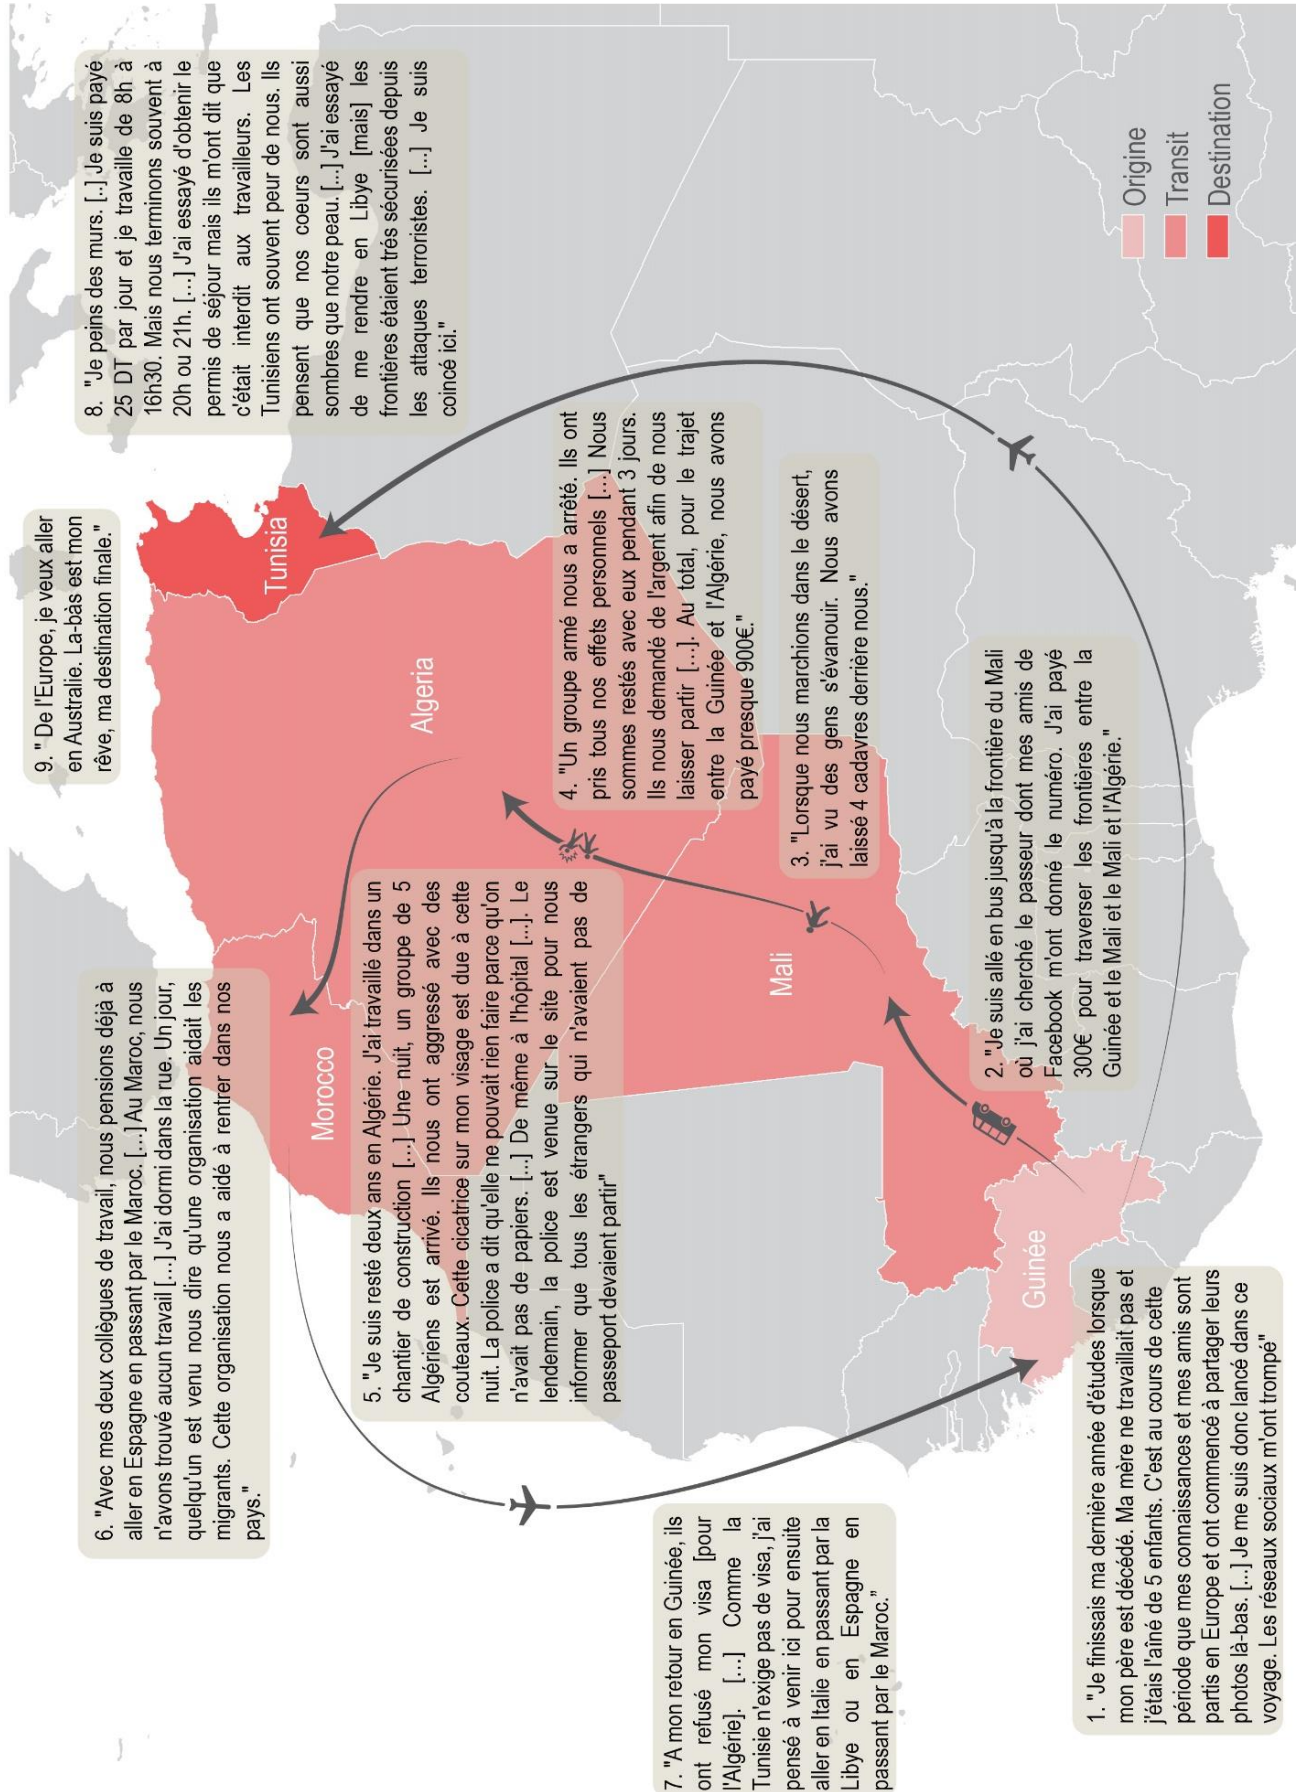 1. "Je finissais ma dernière année d'études lorsque
mon père est décédé. Ma mère ne travaillait pas et
j'étais l'aîné de 5 enfants. C'est au cours de cette
période que mes connaissances et mes amis sont
partis en Europe et ont commencé à partager leurs
photos là-bas. [...] Je me suis donc lancé dans ce
voyage. Les réseaux sociaux m'ont trompé"
2. "Je suis allé en bus jusqu'à la frontière du Mali
où j'ai cherché le passeur dont mes amis de
Facebook m'ont donné le numéro. J'ai payé
300€ pour traverser les frontières entre la
Guinée et le Mali et le Mali et l'Algérie."
3. "Lorsque nous marchions dans le désert,
j'ai vu des gens s'évanouir. Nous avons
laissé 4 cadavres derrière nous."
4. "Un groupe armé nous a arrêté. Ils ont
pris tous nos effets personnels [...] Nous
sommes restés avec eux pendant 3 jours.
Ils nous demandé de l'argent afin de nous
laisser partir [...]. Au total, pour le trajet
entre la Guinée et l'Algérie, nous avons
payé presque 900€."
5. "Je suis resté deux ans en Algérie. J'ai travaillé dans un
chantier de construction [...] Une nuit, un groupe de 5
Algériens est arrivé. Ils nous ont aggressé avec des
couteaux. Cette cicatrice sur mon visage est due à cette
nuit. La police a dit qu'elle ne pouvait rien faire parce qu'on
n'avait pas de papiers. [...] De même à l'hôpital [...]. Le
lendemain, la police est venue sur le site pour nous
informer que tous les étrangers qui n'avaient pas de
passeport devaient partir"
6. "Avec mes deux collègues de travail, nous pensions déjà à
aller en Espagne en passant par le Maroc. [...] Au Maroc, nous
n'avons trouvé aucun travail [...] J'ai dormi dans la rue. Un jour,
quelqu'un est venu nous dire qu'une organisation aidait les
migrants. Cette organisation nous a aidé à rentrer dans nos
pays."
7. "A mon retour en Guinée, ils
ont refusé mon visa [pour
l'Algérie]. [...] Comme la
Tunisie n'exige pas de visa, j'ai
pensé à venir ici pour ensuite
aller en Italie en passant par la
Libye ou en Espagne en
passant par le Maroc.”
8. "Je peins des murs. [..] Je suis payé
25 DT par jour et je travaille de 8h à
16h30. Mais nous terminons souvent à
20h ou 21h. [...] J'ai essayé d'obtenir le
permis de séjour mais ils m'ont dit que
c'était interdit aux travailleurs. Les
Tunisiens ont souvent peur de nous. Ils
pensent que nos coeurs sont aussi
sombres que notre peau. [...] J'ai essayé
de me rendre en Libye [mais] les
frontières étaient trés sécurisées depuis
les attaques terroristes. [...] Je suis
coincé ici."
9. " De l'Europe, je veux aller
en Australie. La-bàs est mon
rêve, ma destination finale."
Morocco
Algeria
Tunisia
Mali
Guinée
Origine
Transit
Destination